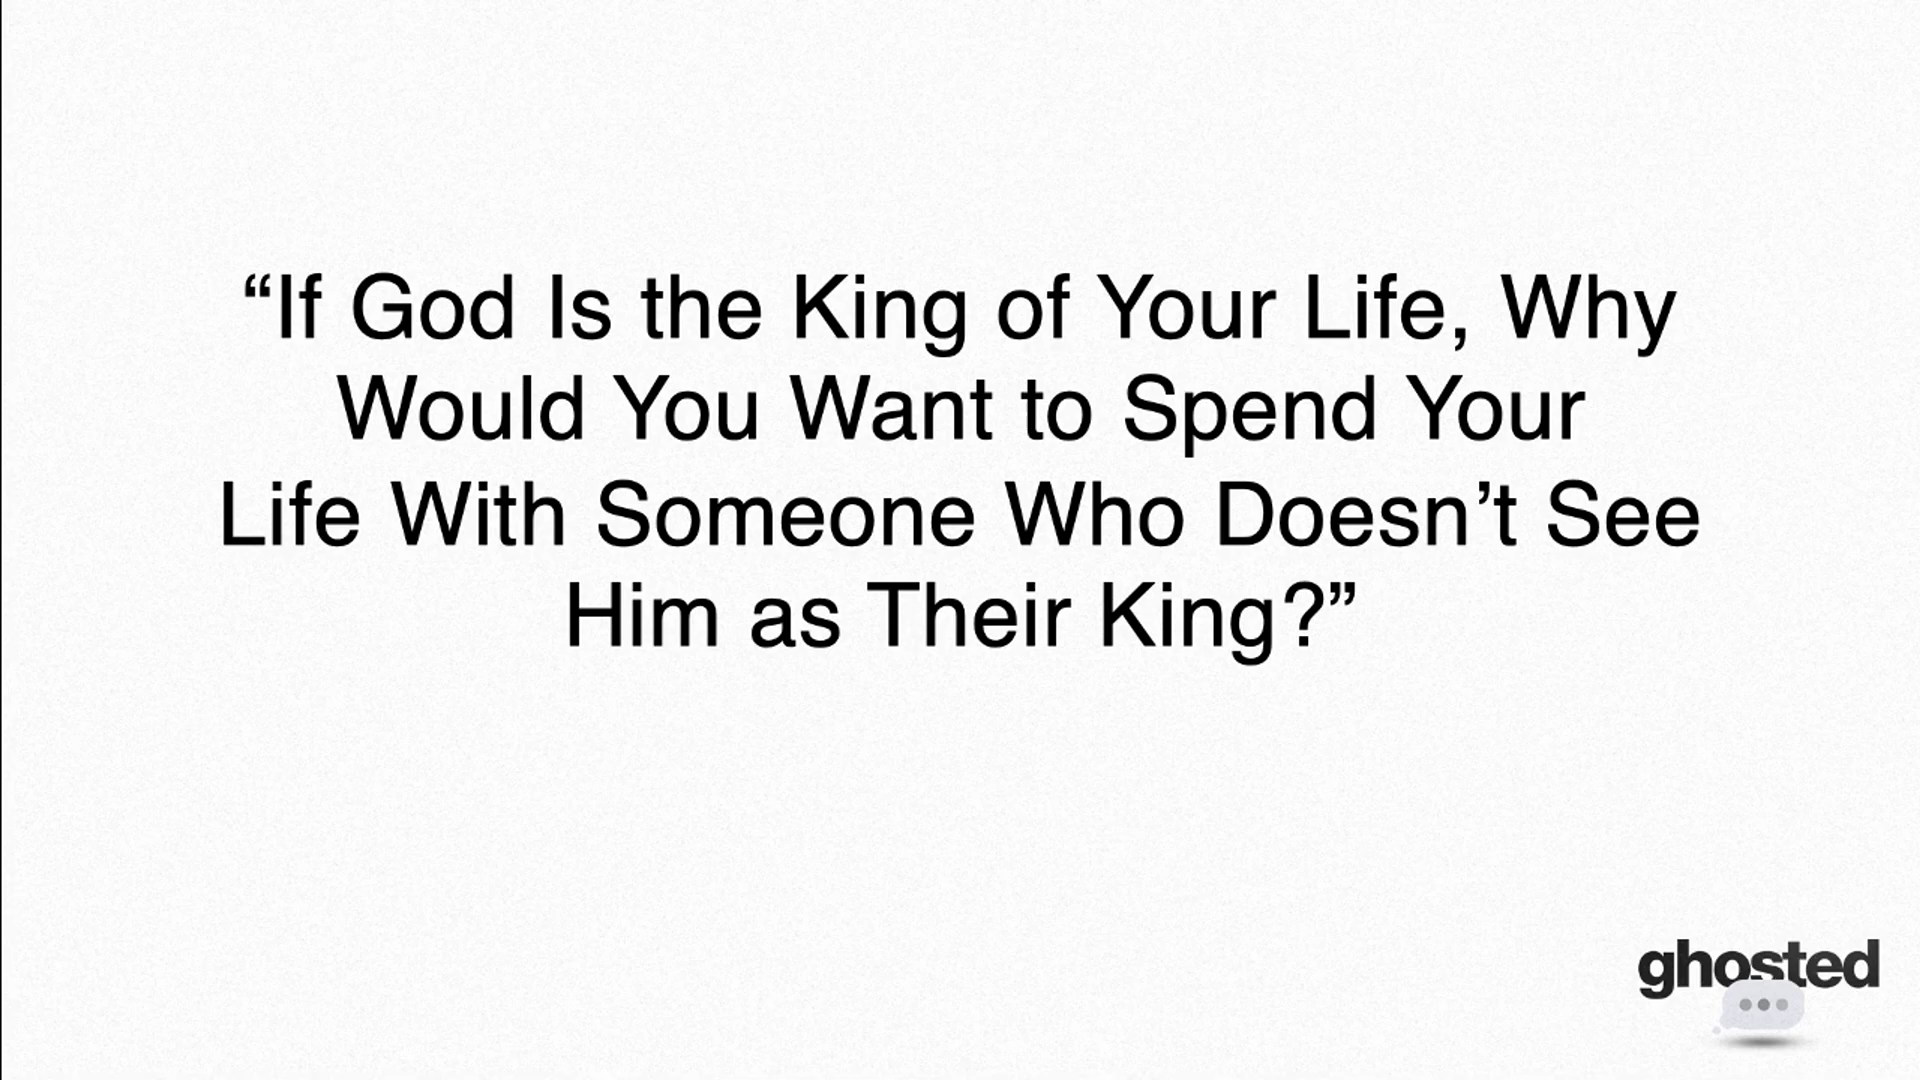 “If God Is the King of Your Life, Why
Would You Want to Spend Your
Life With Someone Who Doesn’t See
Him as Their King?”
ghosted